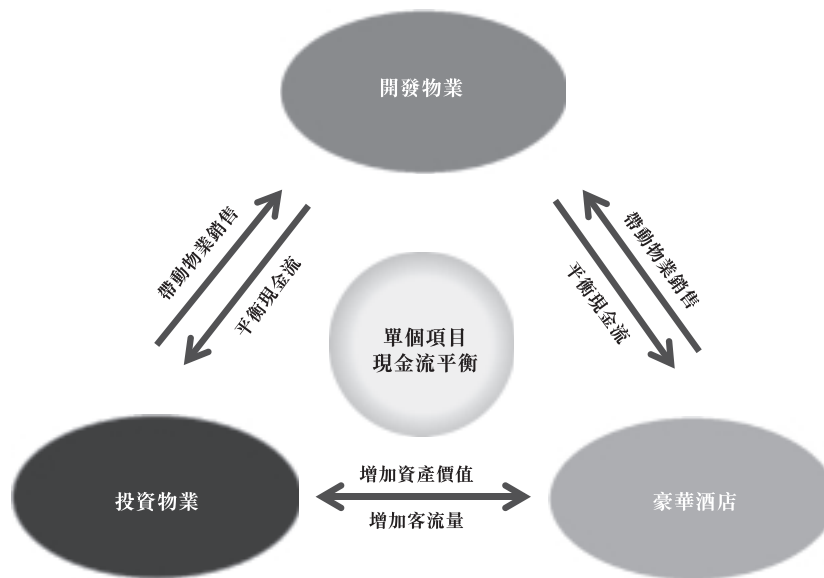 開發物業
帶動物業銷售
平衡現金流
帶動物業銷售
平衡現金流
單個項目
現金流平衡
投資物業
增加資產價值
增加客流量
豪華酒店